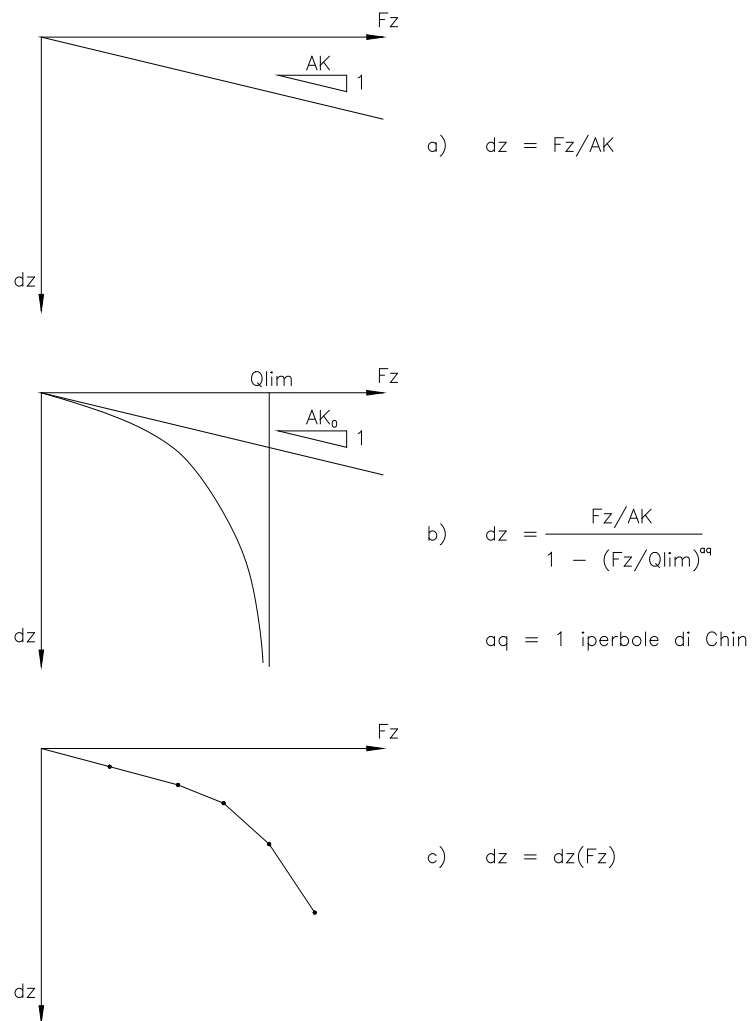 Fz
AK
1
a) dz = Fz/AK
dz
Qlim
Fz
AK₀
1
b) dz = Fz/AK
1 - (Fz/Qlim)^aq
dz
aq = 1 iperbole di Chin
Fz
c) dz = dz(Fz)
dz